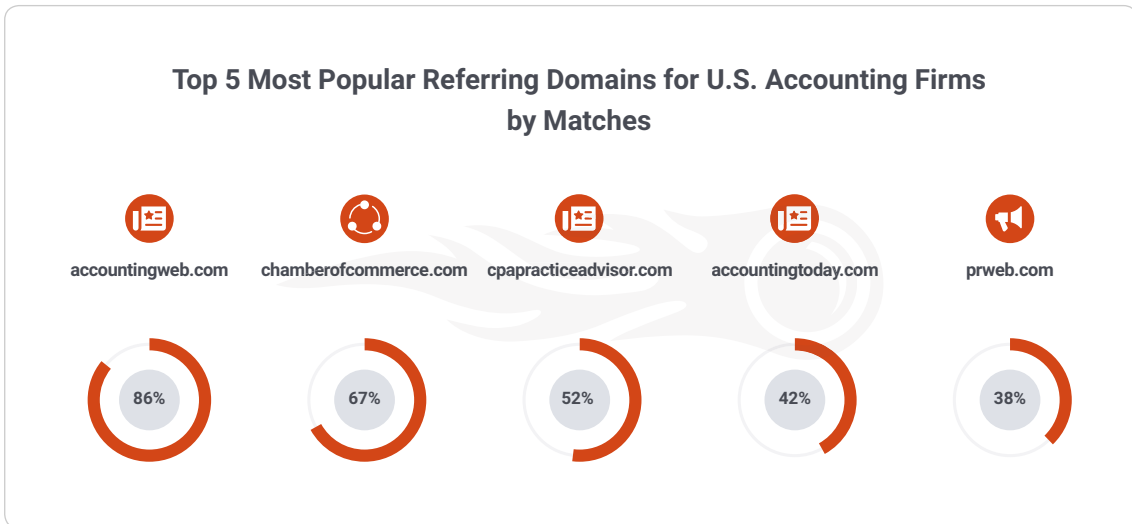 Top 5 Most Popular Referring Domains for U.S. Accounting Firms
by Matches
accountingweb.com
chamberofcommerce.com
cpapracticeadvisor.com
accountingtoday.com
prweb.com
86%
67%
52%
42%
38%